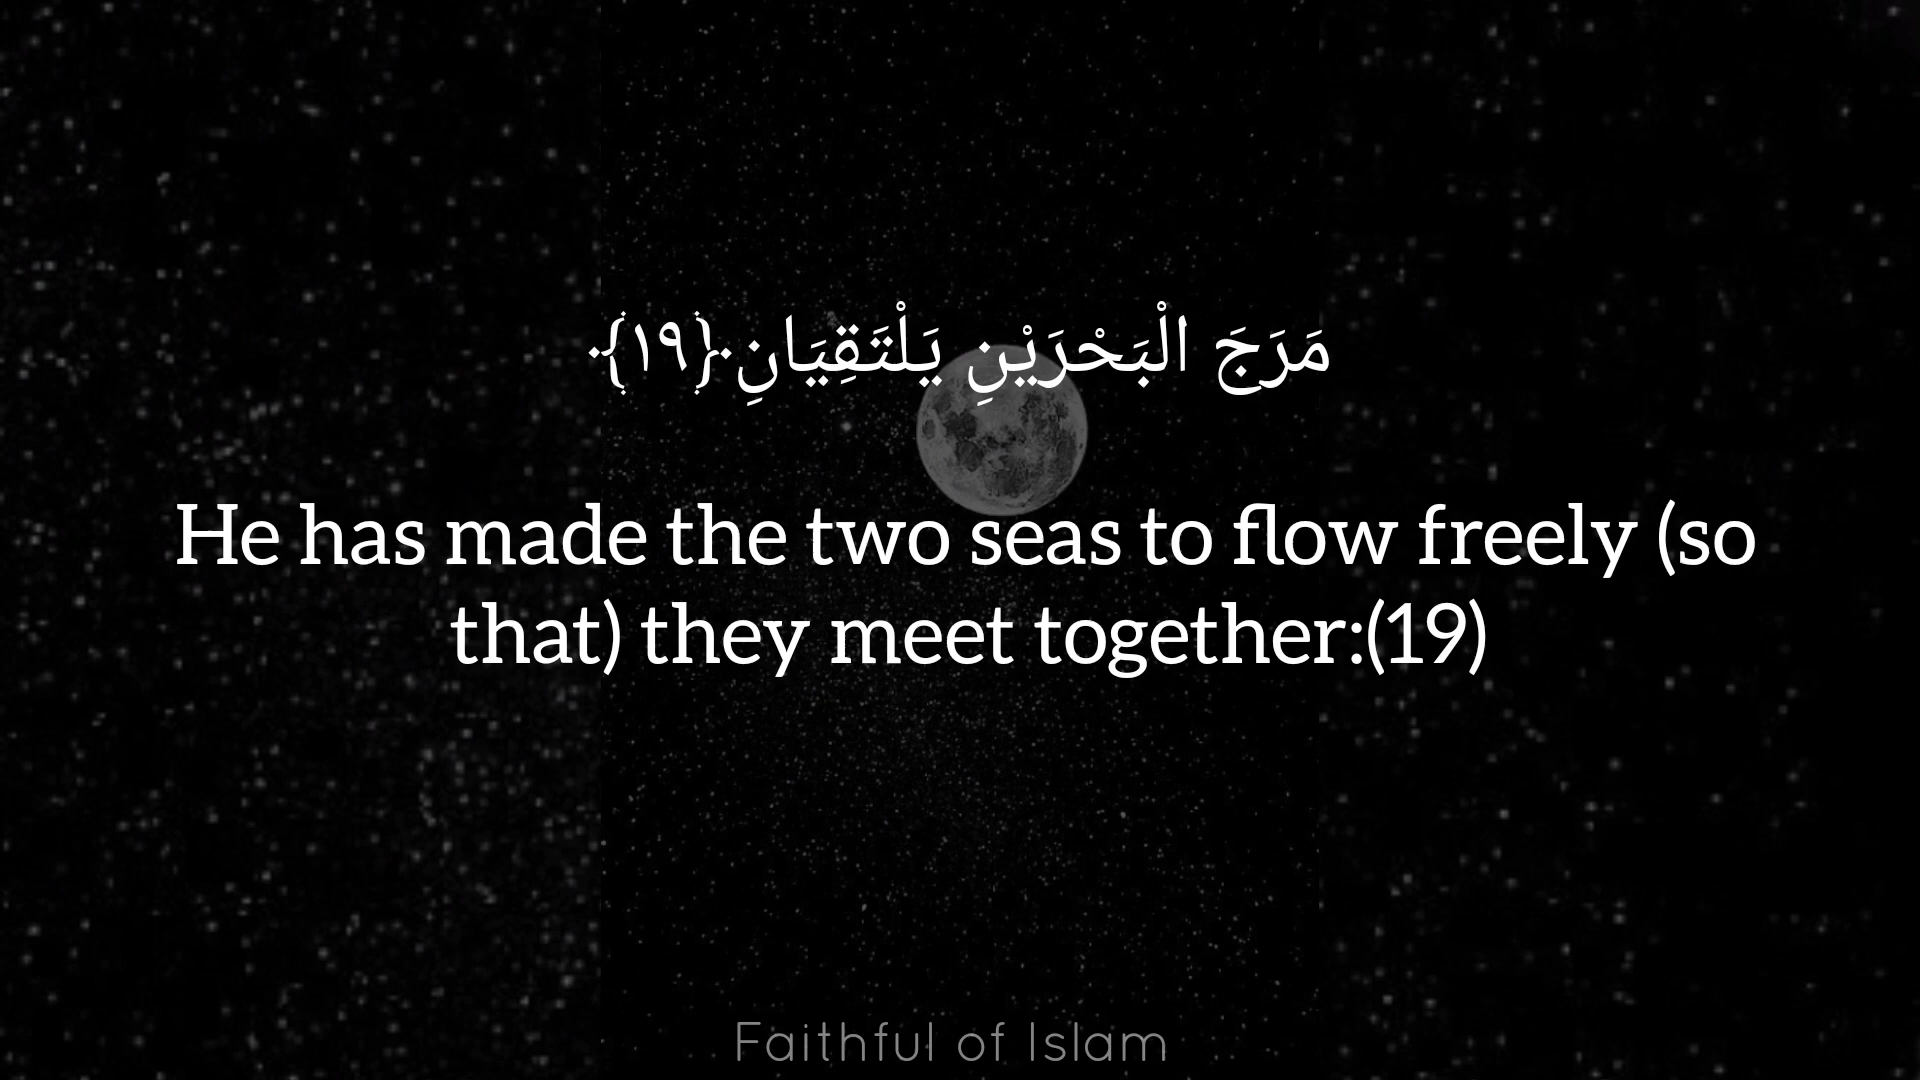 مَرَجَ الْبَحْرَيْنِ يَلْتَقِيَانِ ﴿١٩﴾
He has made the two seas to flow freely (so
that) they meet together:(19)
Faithful of Islam